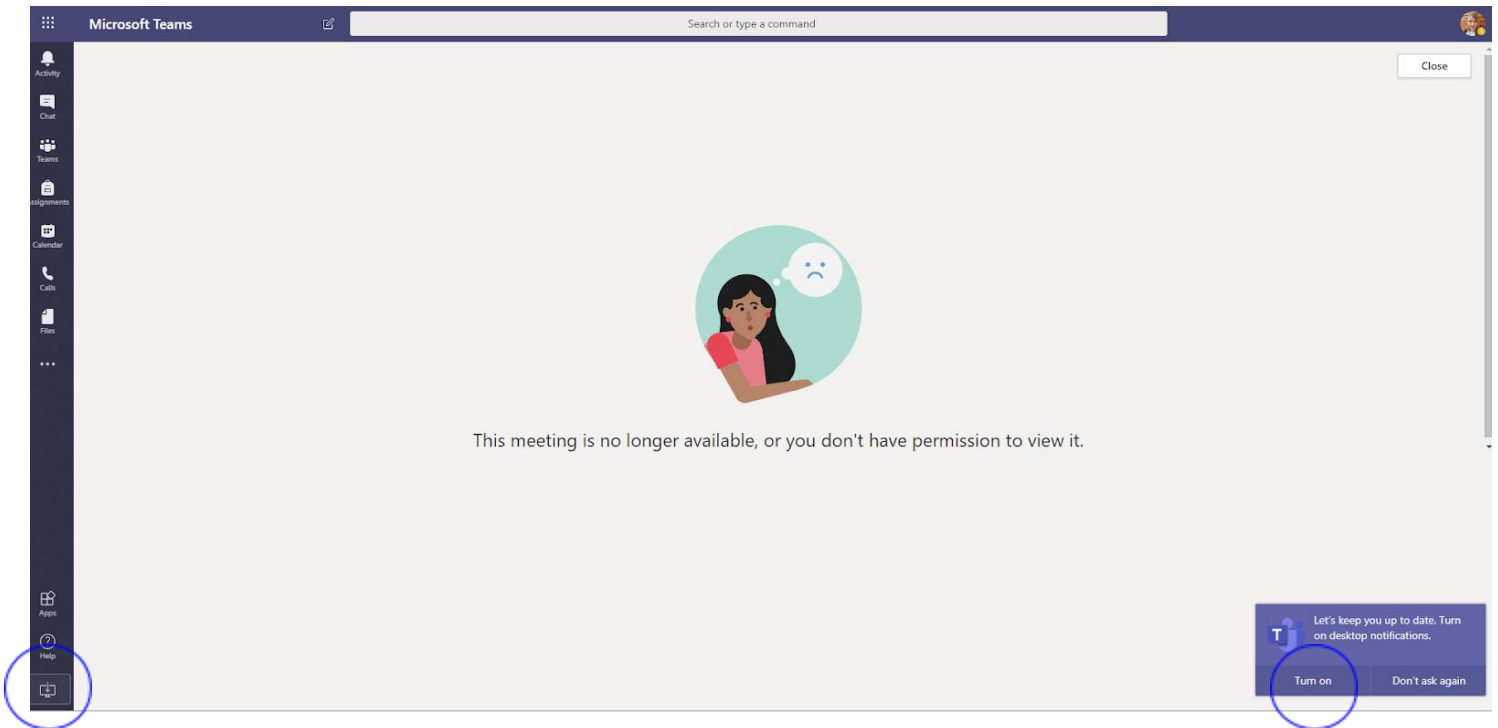 Microsoft Teams
Search or type a command
Activity
Chat
Teams
ssignments
Calendar
Calls
Files
Close
This meeting is no longer available, or you don't have permission to view it.
Apps
Help
Let's keep you up to date. Turn
on desktop notifications.
T
Turn on
Don't ask again